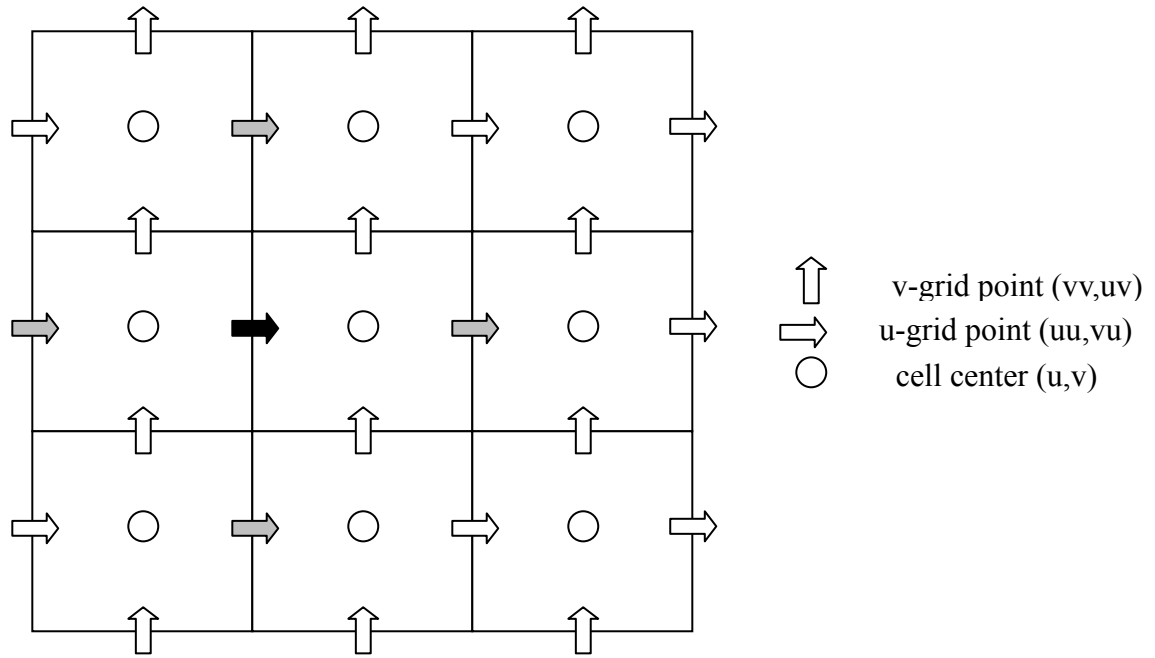 v-grid point (vv,uv)
u-grid point (uu,vu)
cell center (u,v)